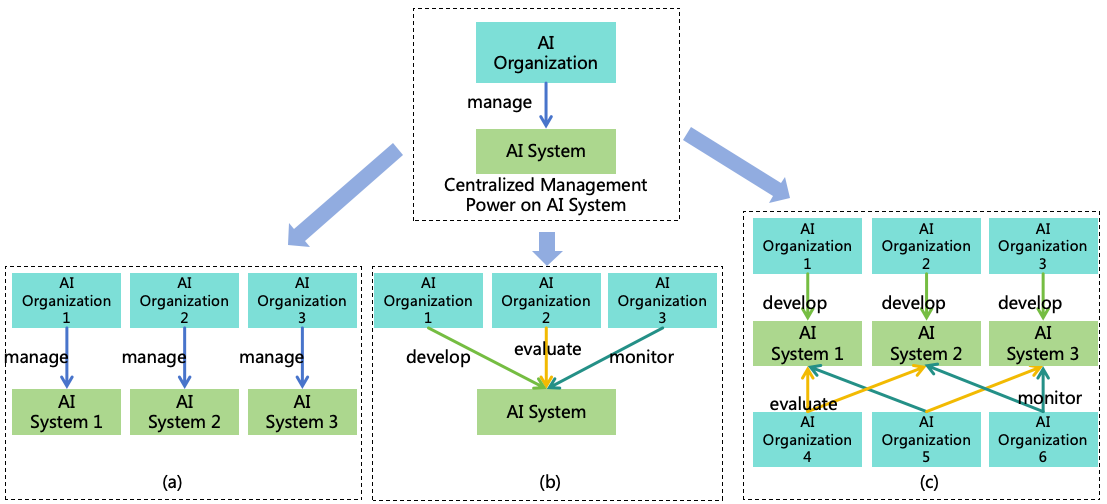 AI
Organization
manage
AI System
Centralized Management
Power on AI System
AI
Organization
1
AI
Organization
2
AI
Organization
3
manage
manage
manage
AI
System 1
AI
System 2
AI
System 3
(a)
AI
Organization
1
AI
Organization
2
AI
Organization
3
develop
evaluate
monitor
AI System
(b)
AI
Organization
1
AI
Organization
2
AI
Organization
3
develop
develop
develop
AI
System 1
AI
System 2
AI
System 3
evaluate
monitor
AI
Organization
4
AI
Organization
5
AI
Organization
6
(c)